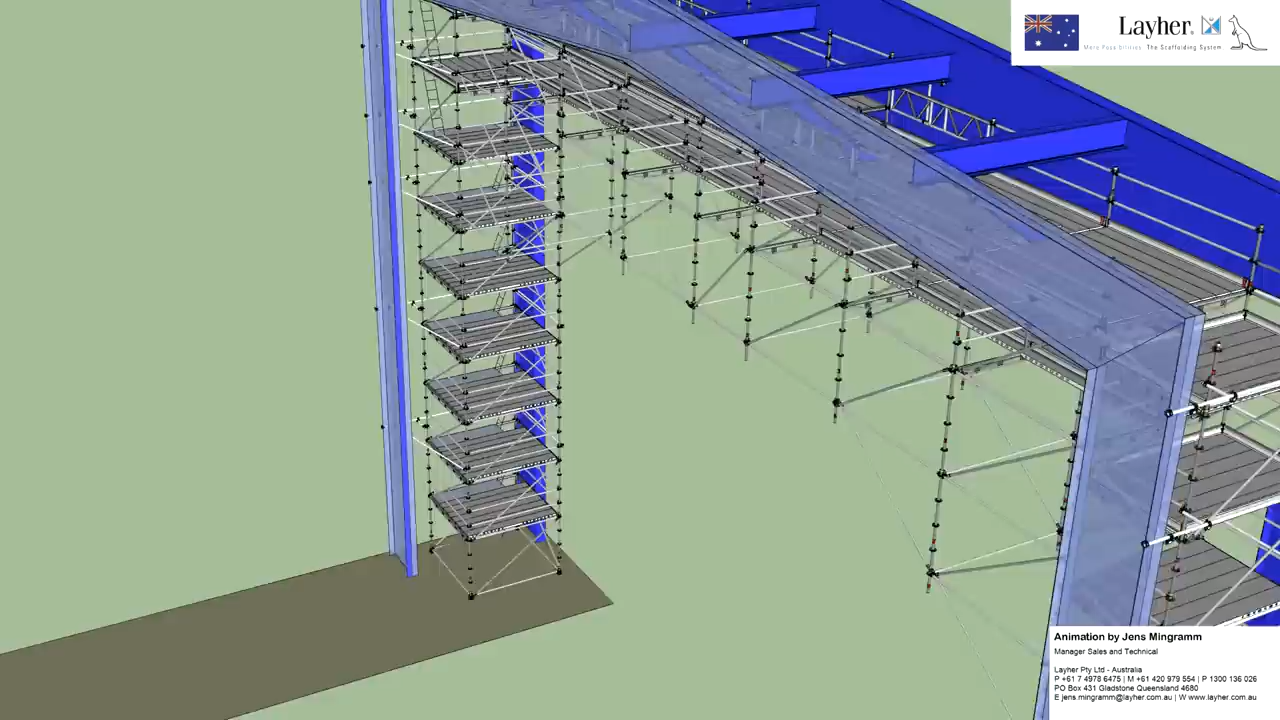 Layher.
More Possibilities. The Scaffolding System
Animation by Jens Mingramm
Manager Sales and Technical
Layher Pty Ltd - Australia
P +61 7 4978 6475 | M +61 420 979 554 | P 1300 136 026
PO Box 431 Gladstone Queensland 4680
E jens.mingramm@layher.com.au | W www.layher.com.au